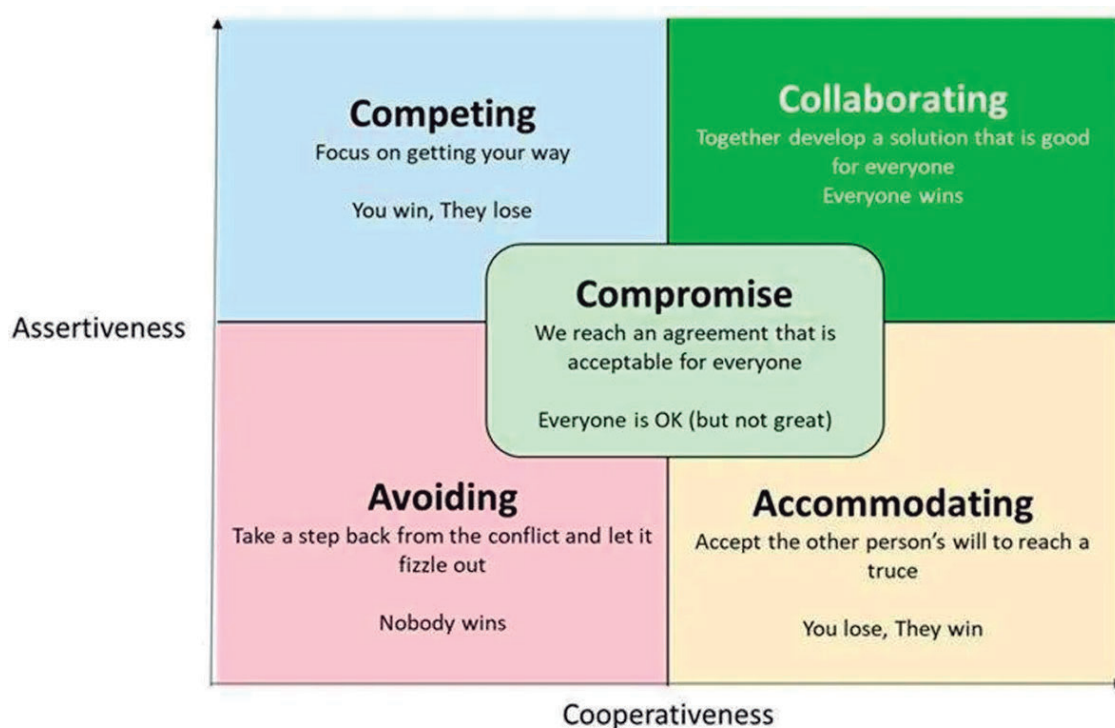 Competing
Focus on getting your way
You win, They lose
Collaborating
Together develop a solution that is good
for everyone
Everyone wins
Compromise
We reach an agreement that is
acceptable for everyone
Everyone is OK (but not great)
Assertiveness
Avoiding
Take a step back from the conflict and let it
fizzle out
Nobody wins
Accommodating
Accept the other person's will to reach a
truce
You lose, They win
Cooperativeness